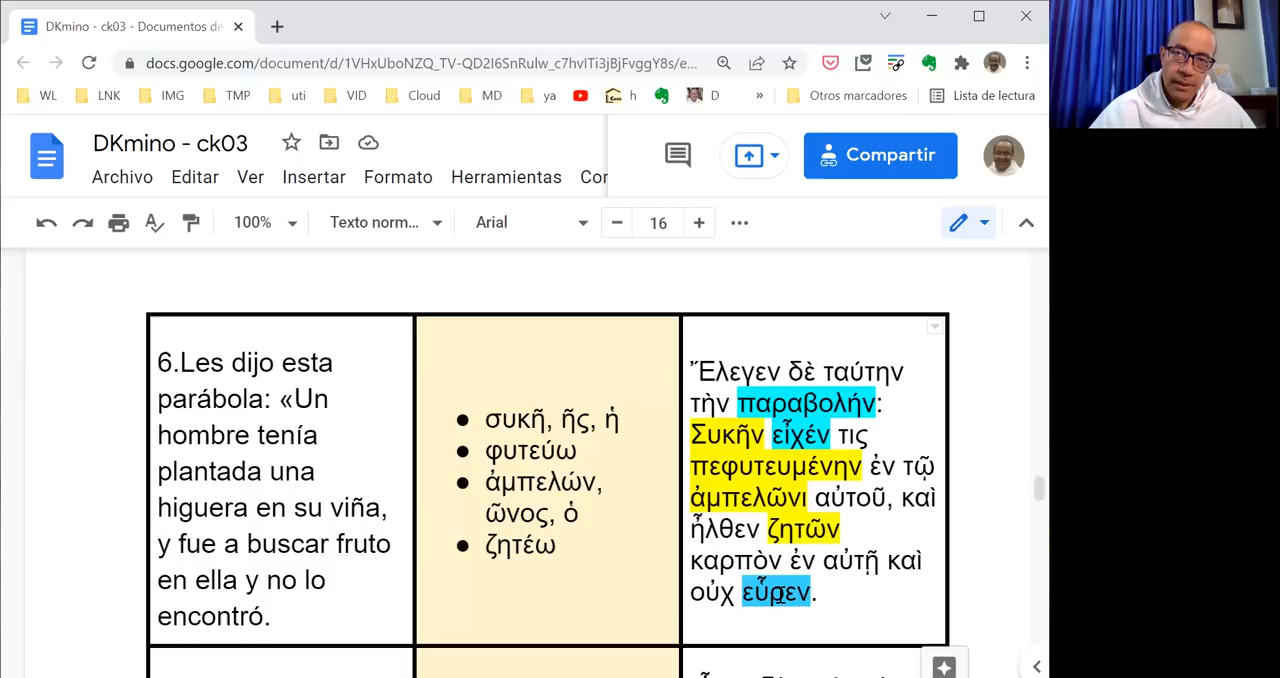 DKmino - ck03 - Documentos de
docs.google.com/document/d/1VHxUboNZQ_TV-QD2I6SnRulw_c7hvITi3jBjFvggY8s/e...
WL LNK IMG TMP uti VID Cloud MD ya h D » Otros marcadores Lista de lectura
DKmino - ck03
Compartir
Archivo Editar Ver Insertar Formato Herramientas Cor
100% Texto norm... Arial 16
6.Les dijo esta
parábola: «Un
hombre tenía
plantada una
higuera en su viña,
y fue a buscar fruto
en ella y no lo
encontró.
● συκῆ, ῆς, ἡ
● φυτεύω
● ἀμπελών,
ῶνος, ὁ
● ζητέω
Ἔλεγεν δὲ ταύτην
τὴν παραβολήν:
Συκῆν εἶχέν τις
πεφυτευμένην ἐν τῷ
ἀμπελῶνι αὐτοῦ, καὶ
ἦλθεν ζητῶν
καρπὸν ἐν αὐτῇ καὶ
οὐχ εὗρεν.